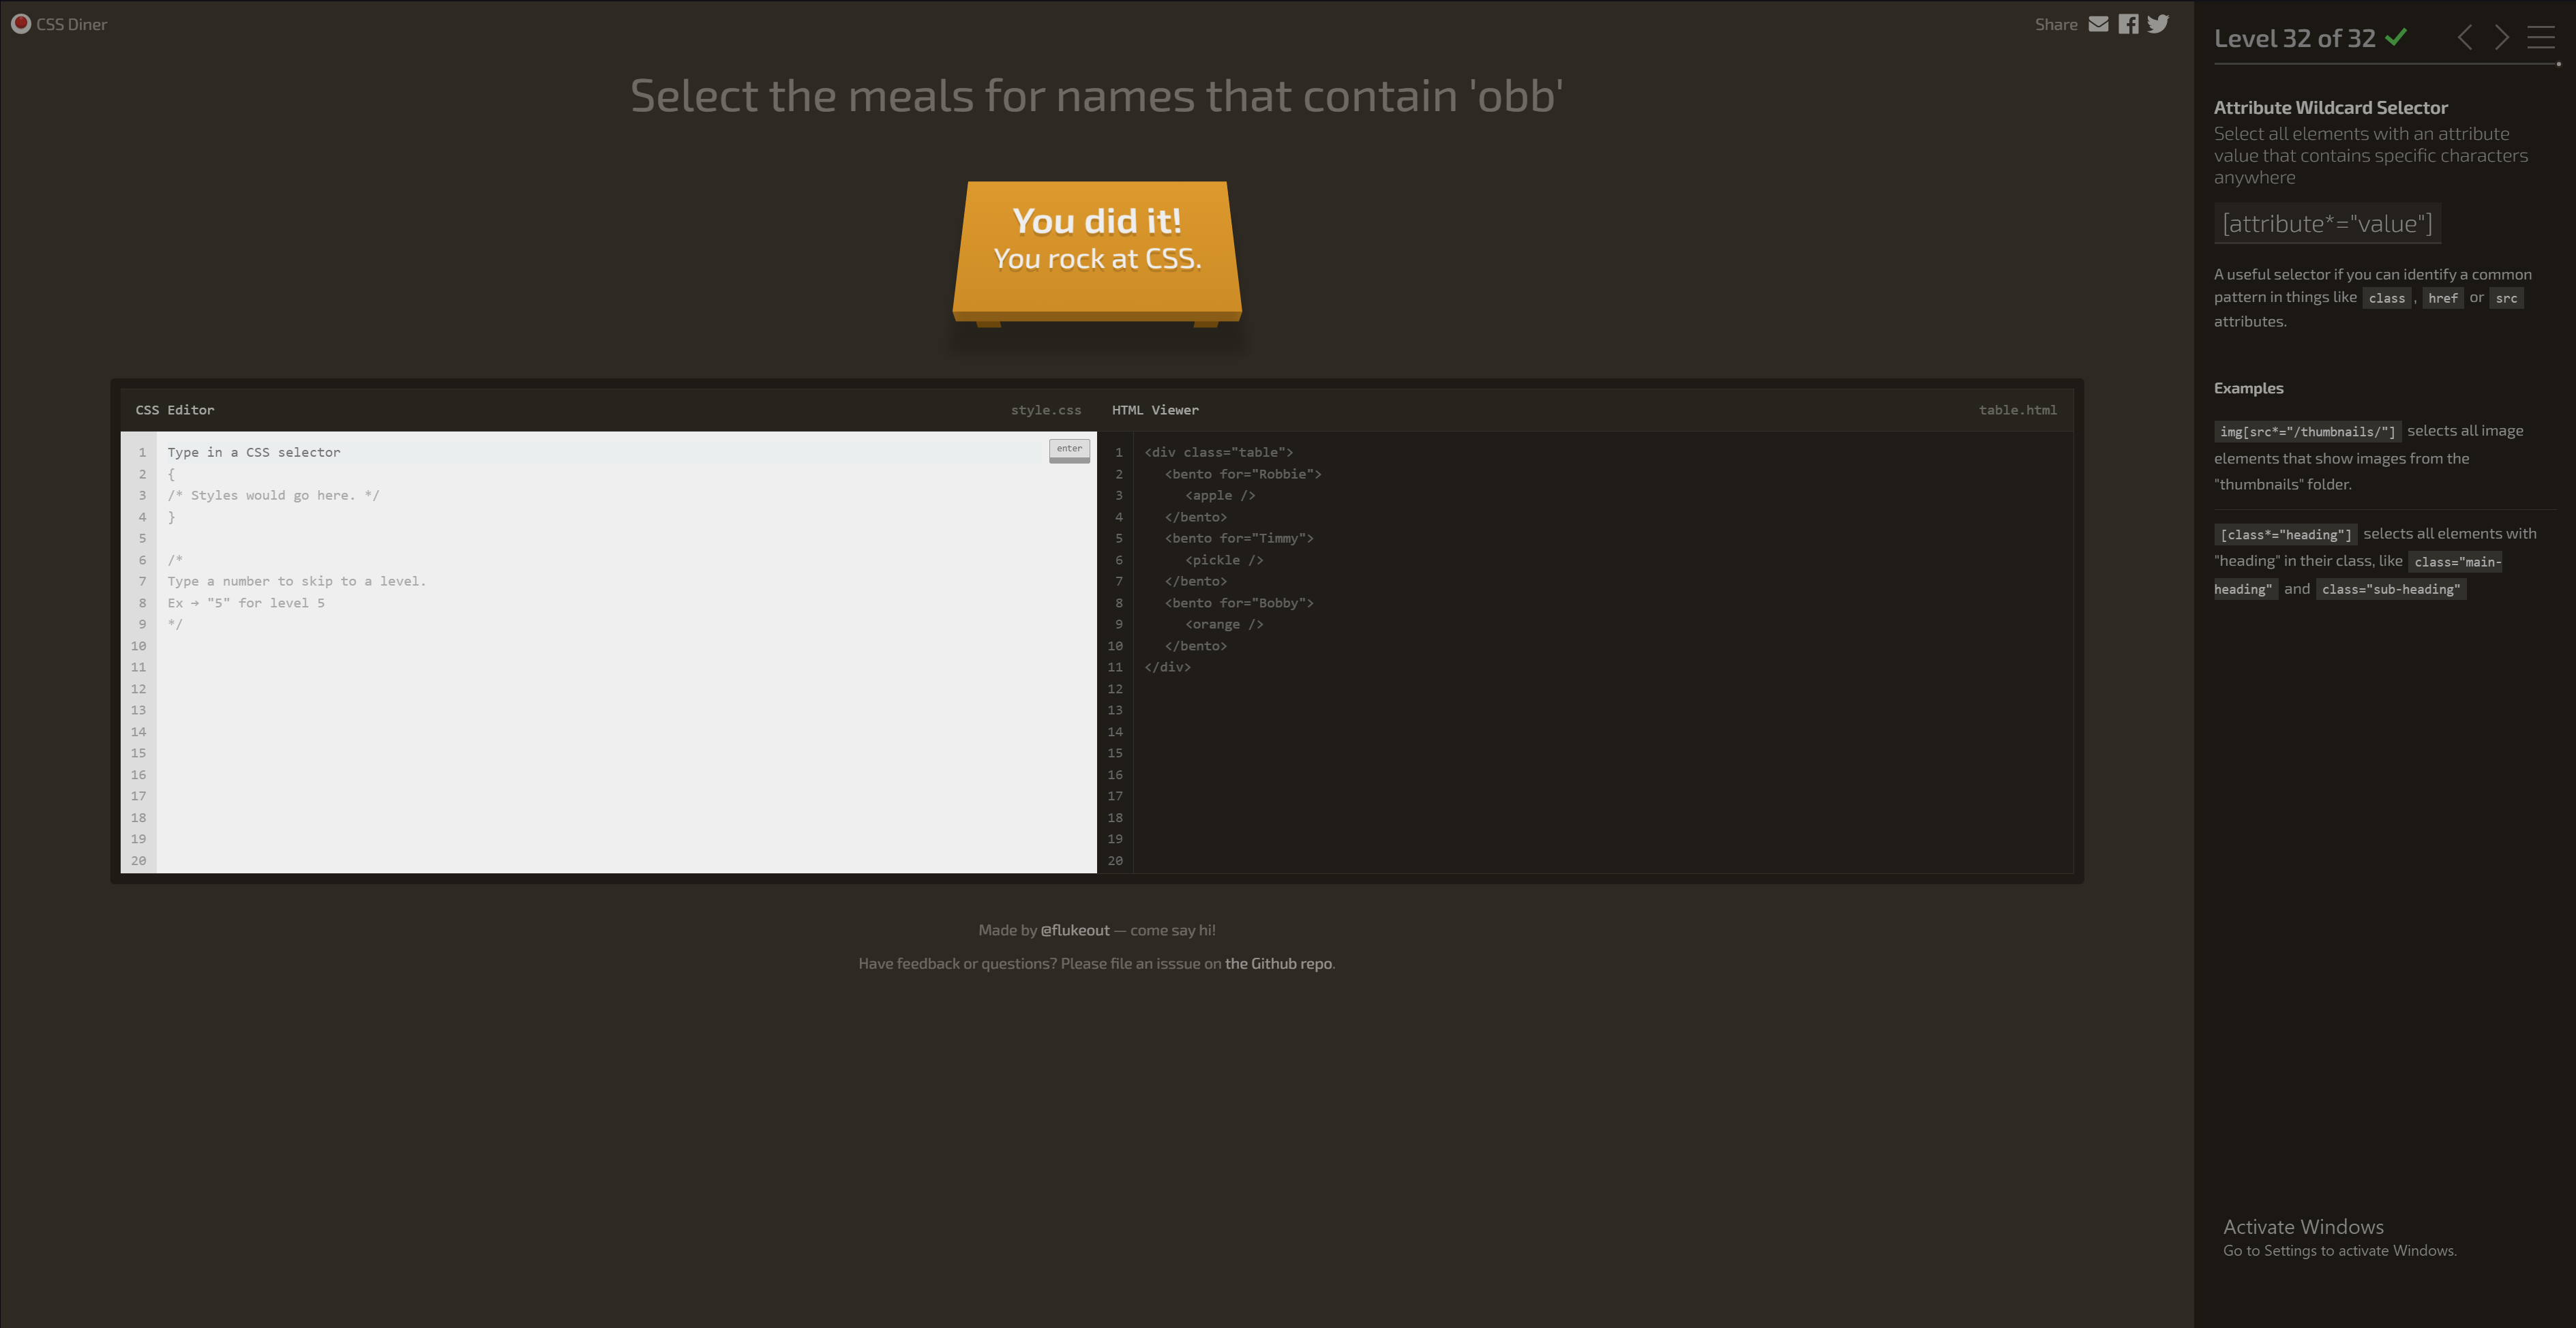 CSS Diner
Share
Select the meals for names that contain 'obb'
You did it!
You rock at CSS.
CSS Editor
style.css
1 Type in a CSS selector
enter
2 {
3 /* Styles would go here. */
4 }
5
6 /*
7 Type a number to skip to a level.
8 Ex → "5" for level 5
9 */
10
11
12
13
14
15
16
17
18
19
20
HTML Viewer
table.html
1 <div class="table">
2 <bento for="Robbie">
3 <apple />
4 </bento>
5 <bento for="Timmy">
6 <pickle />
7 </bento>
8 <bento for="Bobby">
9 <orange />
10 </bento>
11 </div>
12
13
14
15
16
17
18
19
20
Made by @flukeout — come say hi!
Have feedback or questions? Please file an isssue on the Github repo.
Level 32 of 32
Attribute Wildcard Selector
Select all elements with an attribute
value that contains specific characters
anywhere
[attribute*="value"]
A useful selector if you can identify a common
pattern in things like class , href or src
attributes.
Examples
img[src*="/thumbnails/"] selects all image
elements that show images from the
"thumbnails" folder.
[class*="heading"] selects all elements with
"heading" in their class, like class="main-
heading" and class="sub-heading"
Activate Windows
Go to Settings to activate Windows.